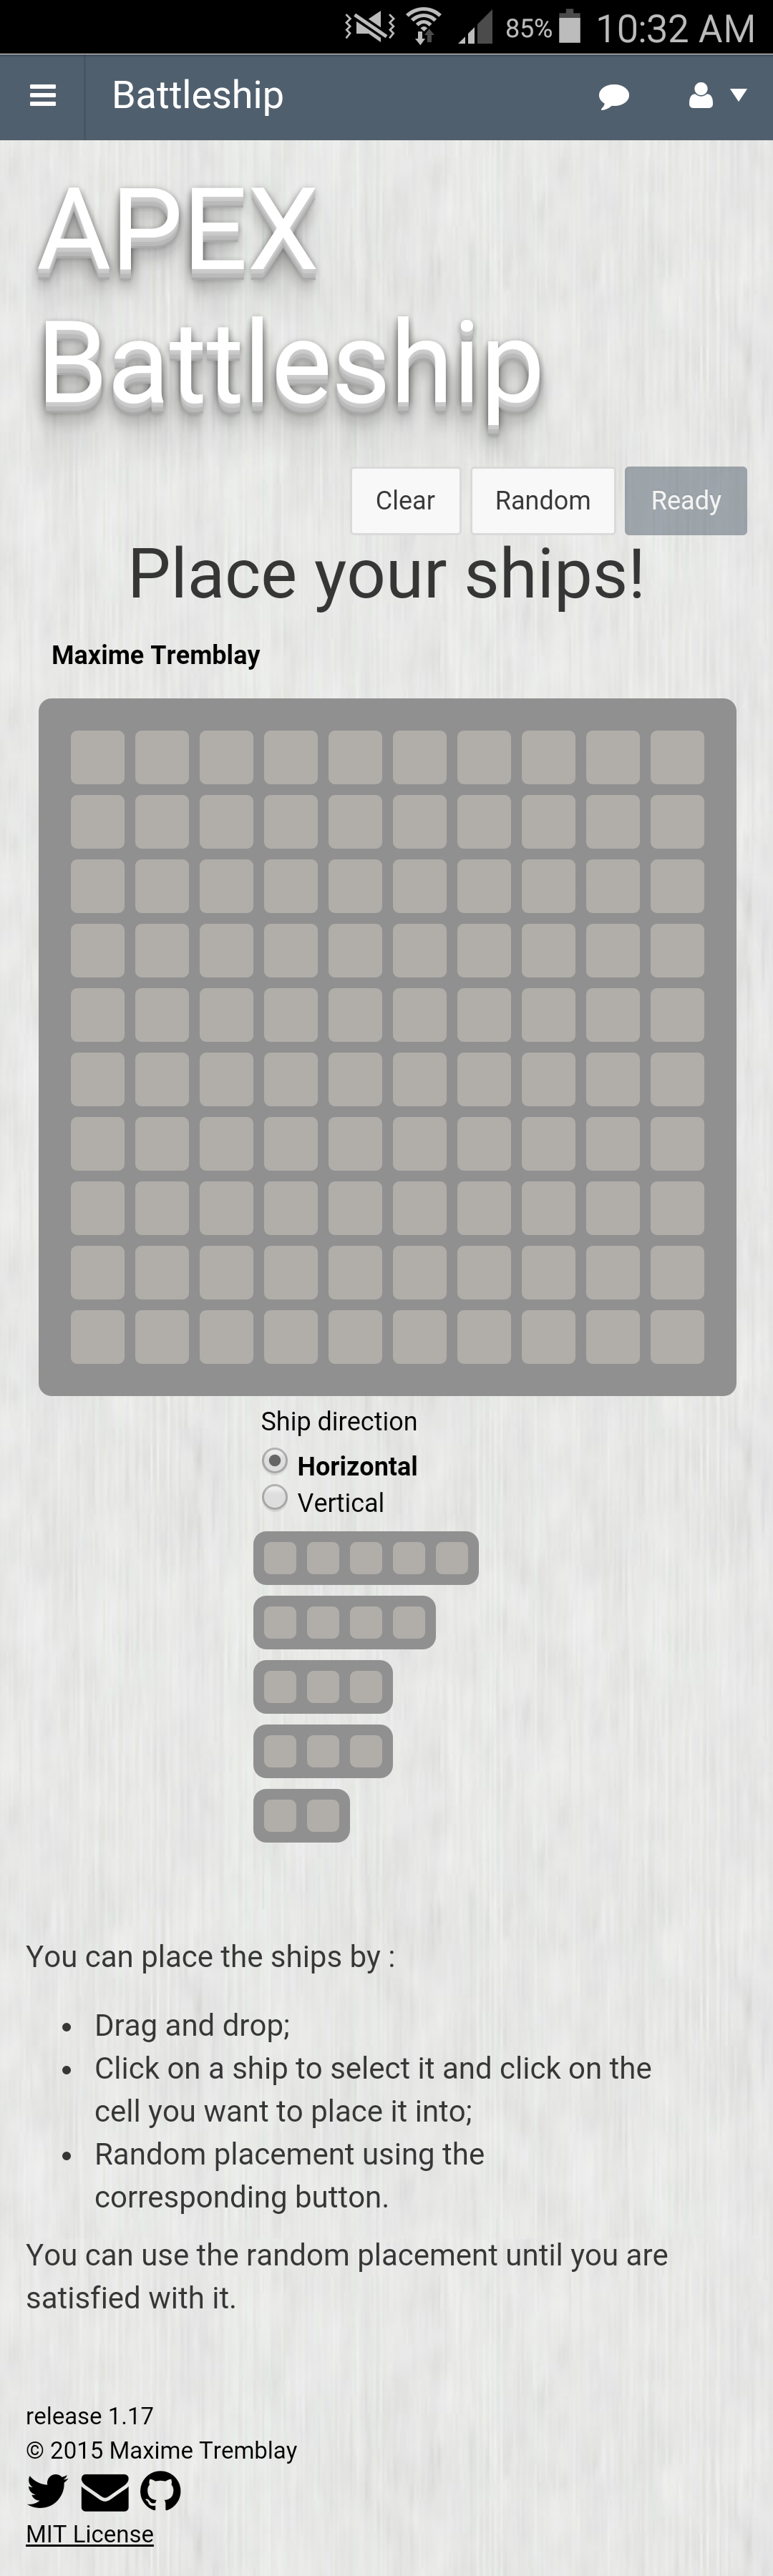 85% 10:32 AM
Battleship
APEX
Battleship
Clear Random Ready
Place your ships!
Maxime Tremblay
Ship direction
Horizontal
Vertical
You can place the ships by :
Drag and drop;
Click on a ship to select it and click on the
cell you want to place it into;
Random placement using the
corresponding button.
You can use the random placement until you are
satisfied with it.
release 1.17
© 2015 Maxime Tremblay
MIT License